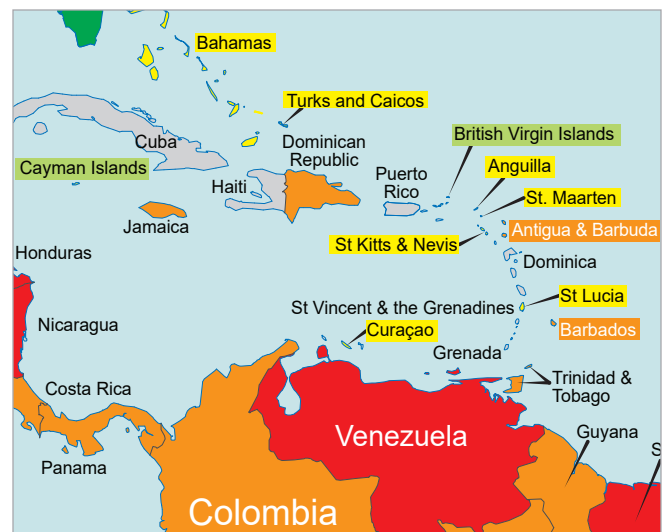 Bahamas
Turks and Caicos
British Virgin Islands
Cuba
Dominican
Republic
Cayman Islands
Haiti
Puerto
Rico
Anguilla
St. Maarten
Jamaica
Antigua & Barbuda
St Kitts & Nevis
Honduras
Dominica
St Vincent & the Grenadines
St Lucia
Nicaragua
Curaçao
Barbados
Grenada
Costa Rica
Trinidad &
Tobago
Venezuela
Guyana
S
Panama
Colombia